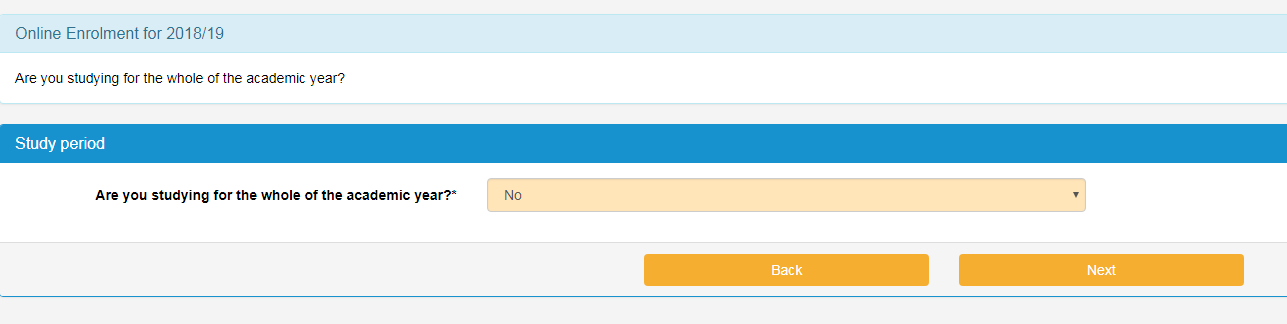 Online Enrolment for 2018/19
Are you studying for the whole of the academic year?
Study period
Are you studying for the whole of the academic year?* No
Back Next